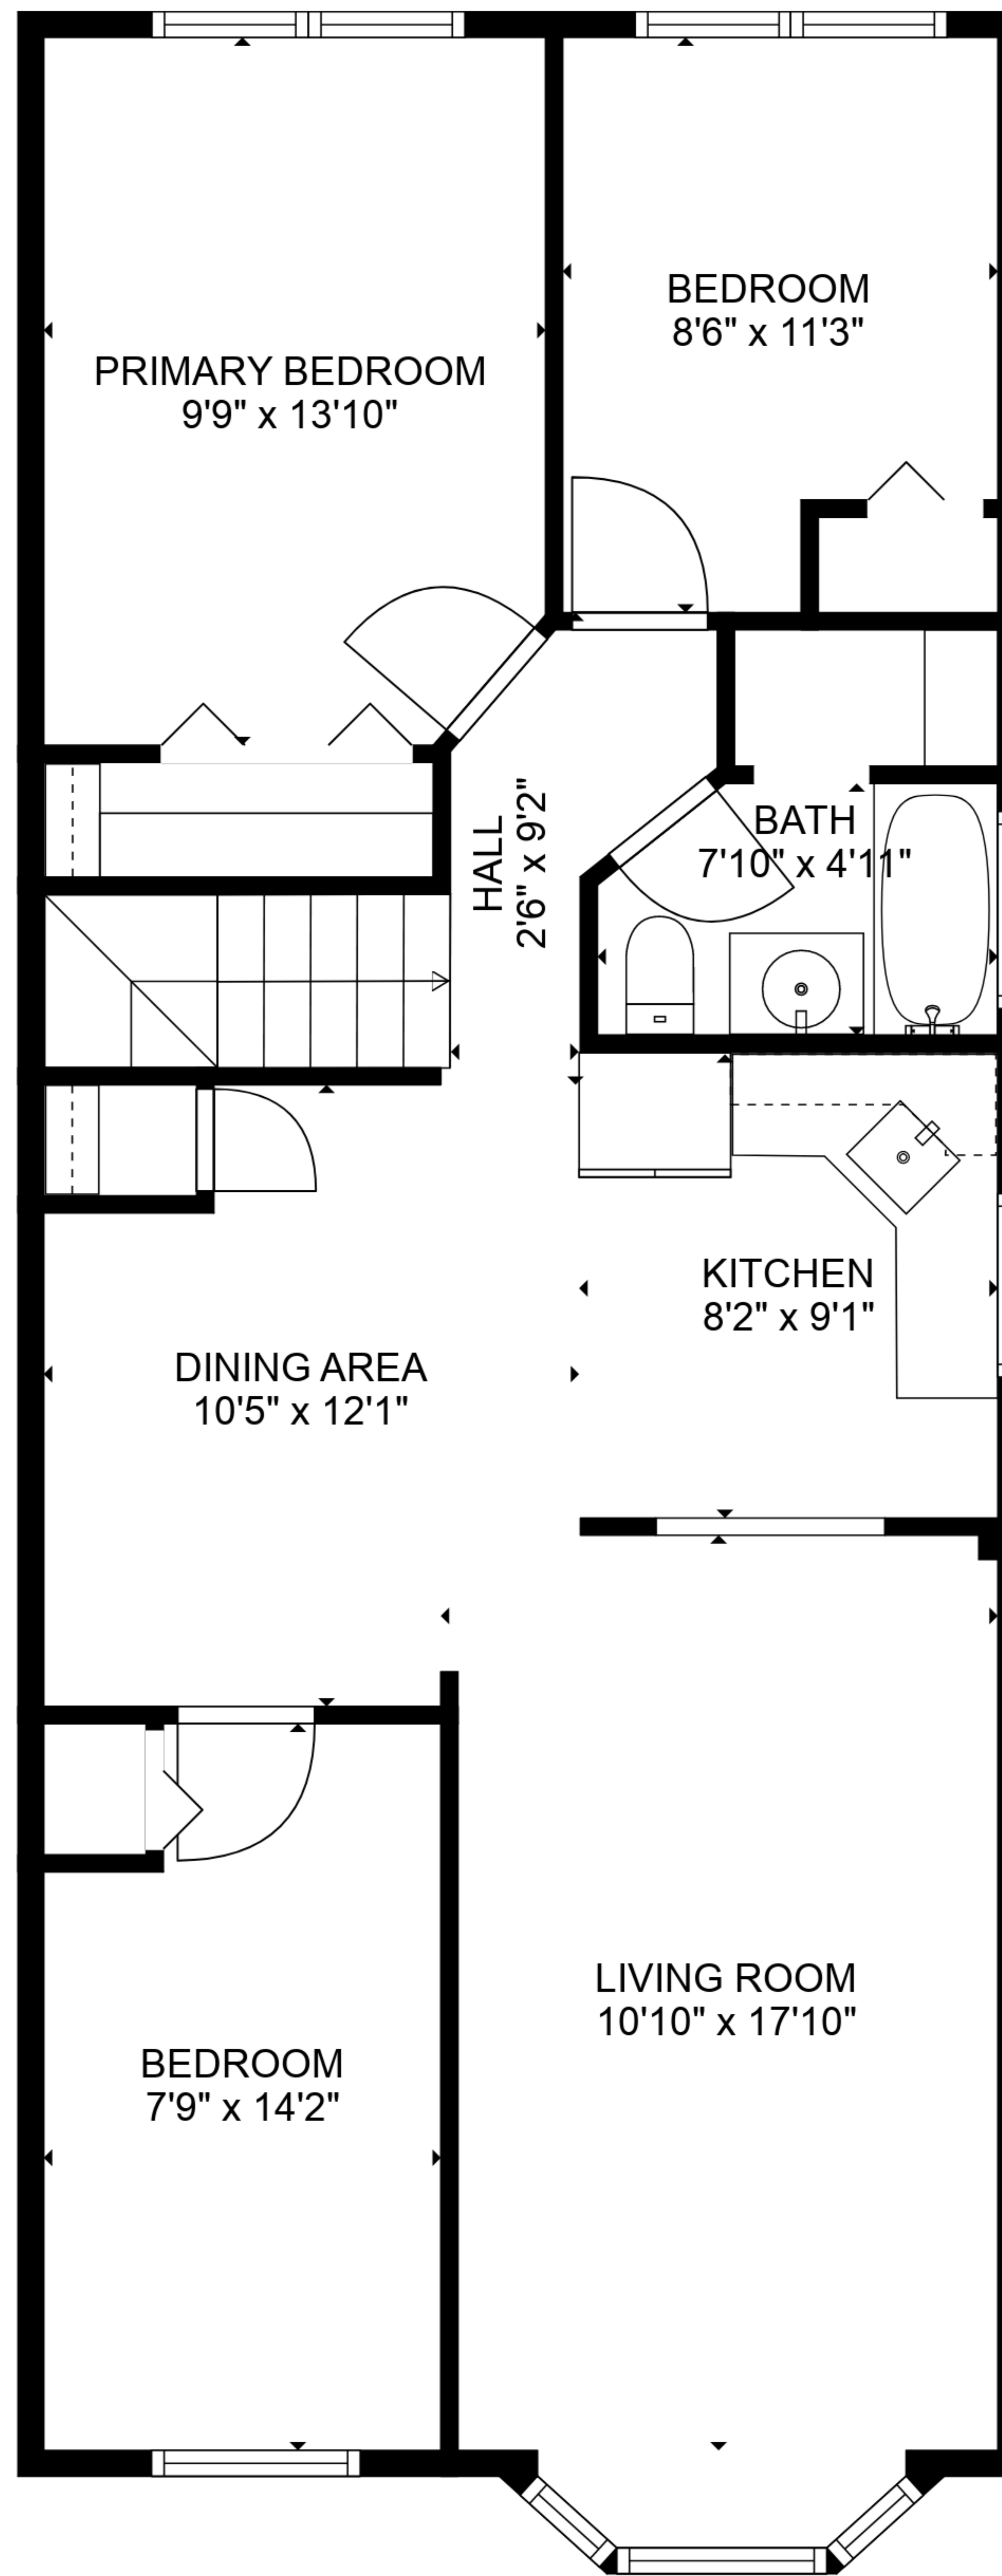 BEDROOM
8'6" x 11'3"
PRIMARY BEDROOM
9'9" x 13'10"
HALL
2'6" x 9'2"
BATH
7'10" x 4'11"
KITCHEN
8'2" x 9'1"
DINING AREA
10'5" x 12'1"
LIVING ROOM
10'10" x 17'10"
BEDROOM
7'9" x 14'2"